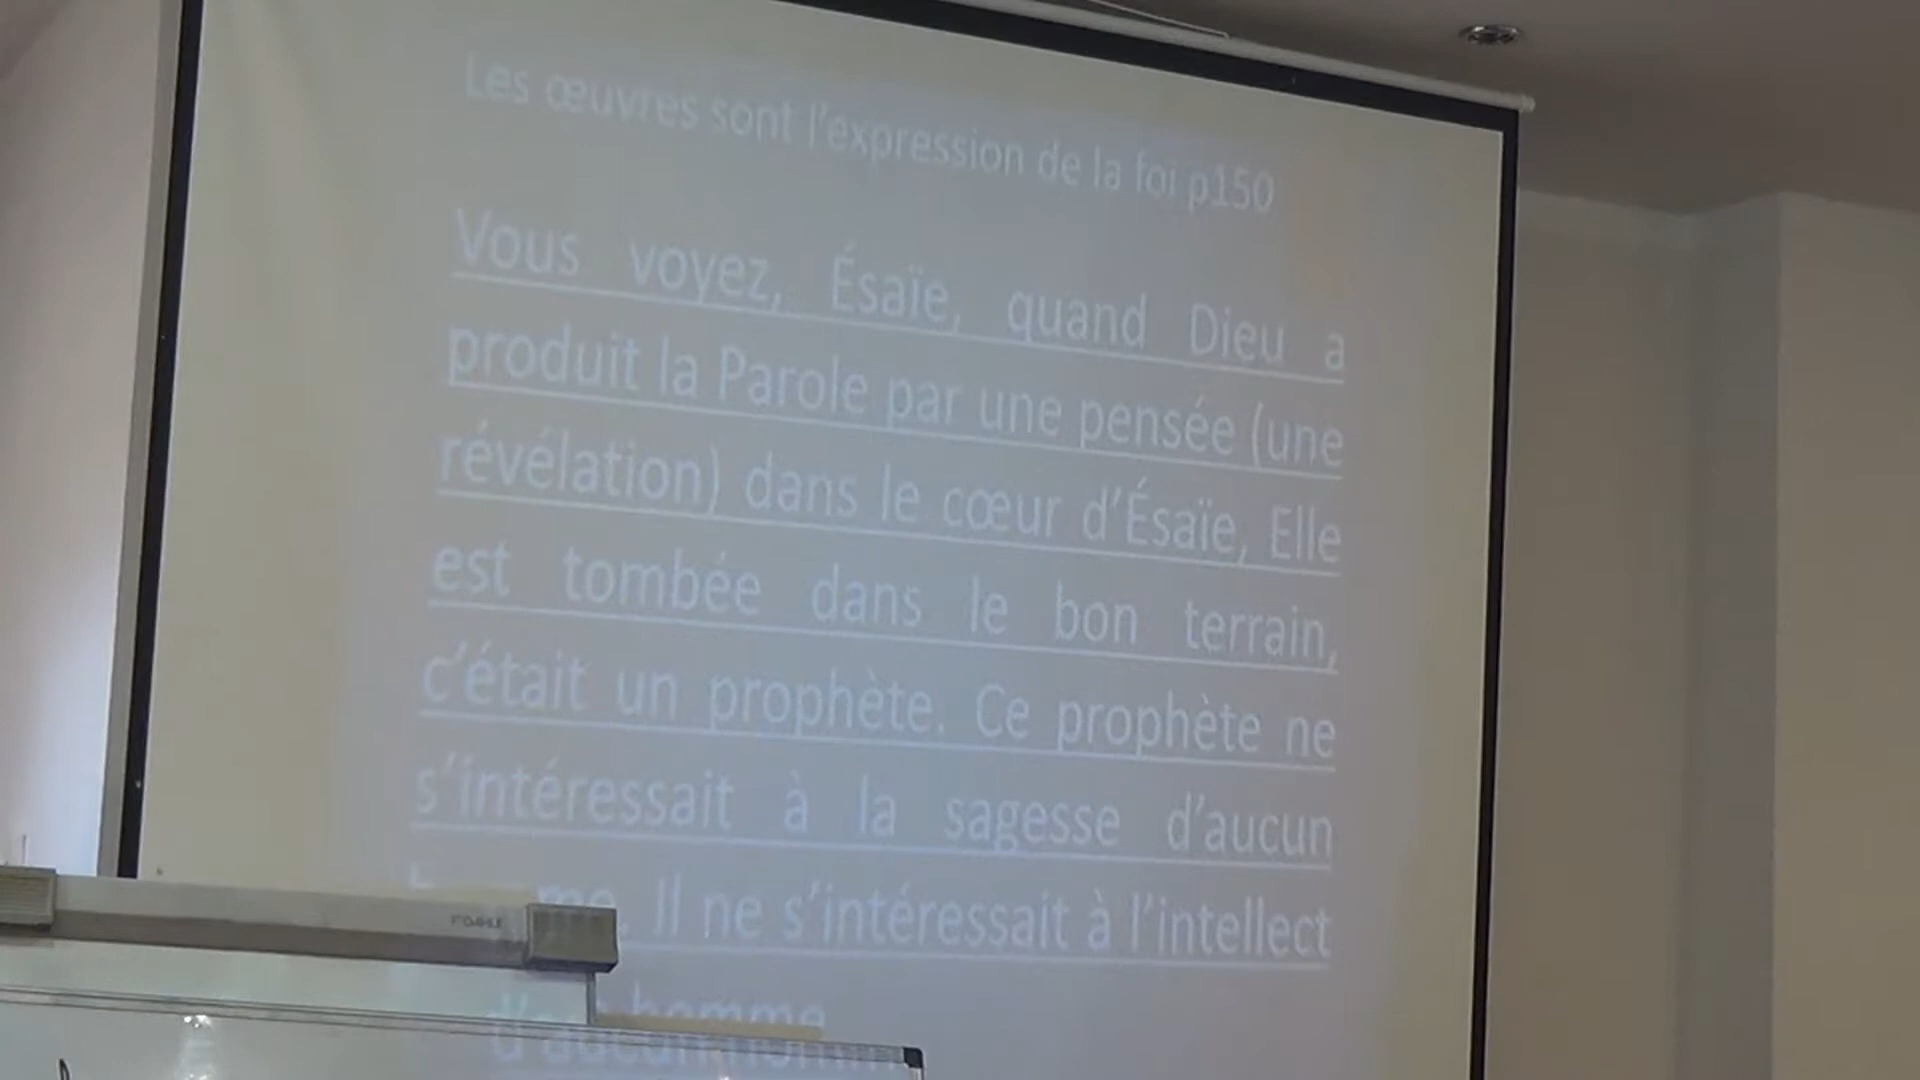 Les œuvres sont l'expression de la foi p150
Vous voyez, Ésaïe, quand Dieu a
produit la Parole par une pensée (une
révélation) dans le cœur d'Ésaïe, Elle
est tombée dans le bon terrain,
c'était un prophète. Ce prophète ne
s'intéressait à la sagesse d'aucun
Il ne s'intéressait à l'intellect
d'aucun homme